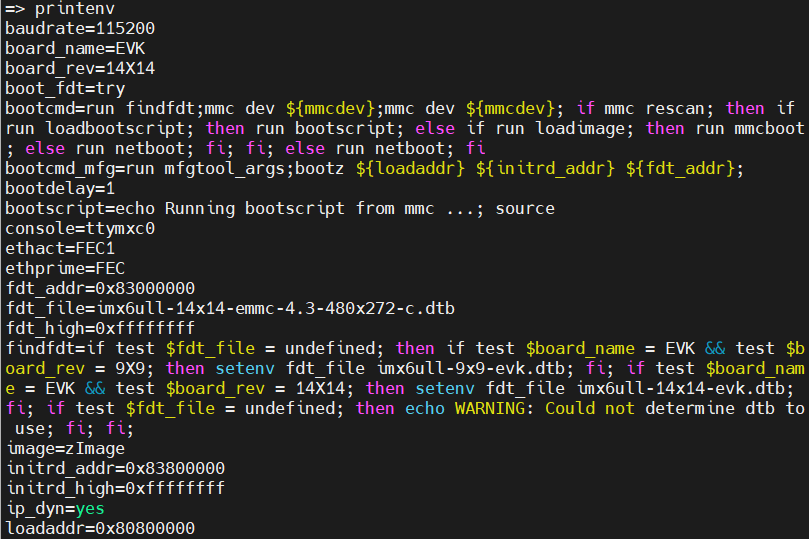 => printenv
baudrate=115200
board_name=EVK
board_rev=14X14
boot_fdt=try
bootcmd=run findfdt;mmc dev ${mmcdev};mmc dev ${mmcdev}; if mmc rescan; then if
run loadbootscript; then run bootscript; else if run loadimage; then run mmcboot
; else run netboot; fi; fi; else run netboot; fi
bootcmd_mfg=run mfgtool_args;bootz ${loadaddr} ${initrd_addr} ${fdt_addr};
bootdelay=1
bootscript=echo Running bootscript from mmc ...; source
console=ttymxc0
ethact=FEC1
ethprime=FEC
fdt_addr=0x83000000
fdt_file=imx6ull-14x14-emmc-4.3-480x272-c.dtb
fdt_high=0xffffffff
findfdt=if test $fdt_file = undefined; then if test $board_name = EVK && test $b
oard_rev = 9X9; then setenv fdt_file imx6ull-9x9-evk.dtb; fi; if test $board_nam
e = EVK && test $board_rev = 14X14; then setenv fdt_file imx6ull-14x14-evk.dtb;
fi; if test $fdt_file = undefined; then echo WARNING: Could not determine dtb to
 use; fi; fi;
image=zImage
initrd_addr=0x83800000
initrd_high=0xffffffff
ip_dyn=yes
loadaddr=0x80800000